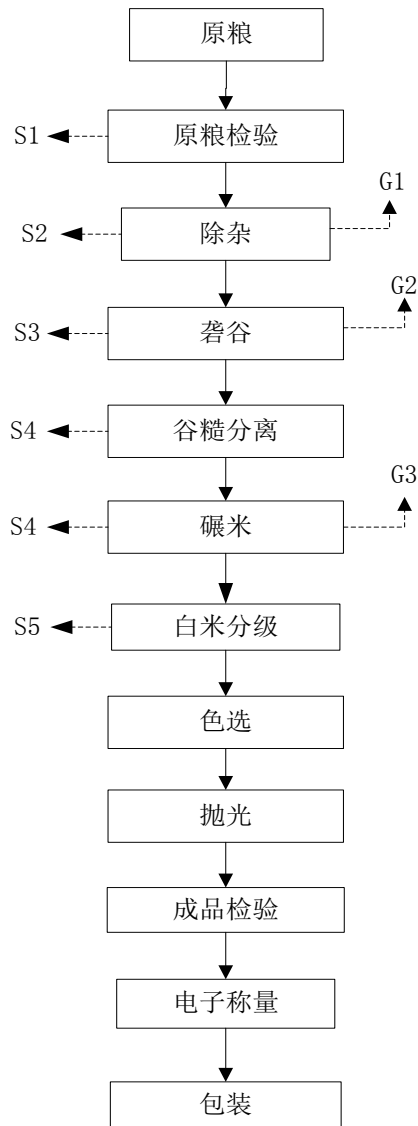 原粮
S1
原粮检验
G1
S2
除杂
G2
S3
砻谷
S4
谷糙分离
G3
S4
碾米
S5
白米分级
色选
抛光
成品检验
电子称量
包装